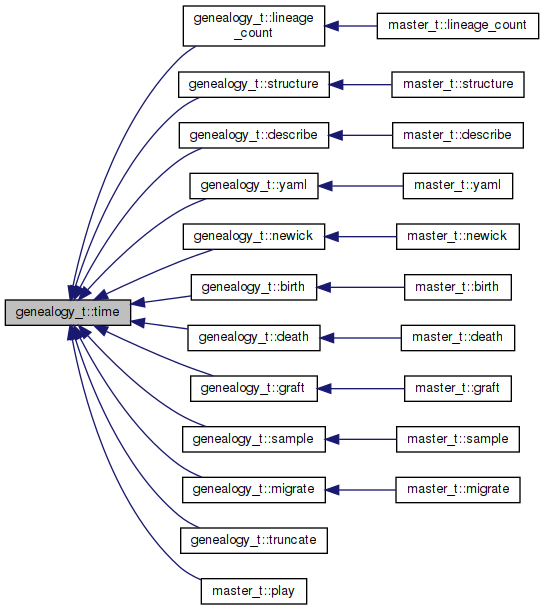 genealogy_t::lineage
_count
master_t::lineage_count
genealogy_t::structure
master_t::structure
genealogy_t::describe
master_t::describe
genealogy_t::yaml
master_t::yaml
genealogy_t::newick
master_t::newick
genealogy_t::birth
master_t::birth
genealogy_t::time
genealogy_t::death
master_t::death
genealogy_t::graft
master_t::graft
genealogy_t::sample
master_t::sample
genealogy_t::migrate
master_t::migrate
genealogy_t::truncate
master_t::play